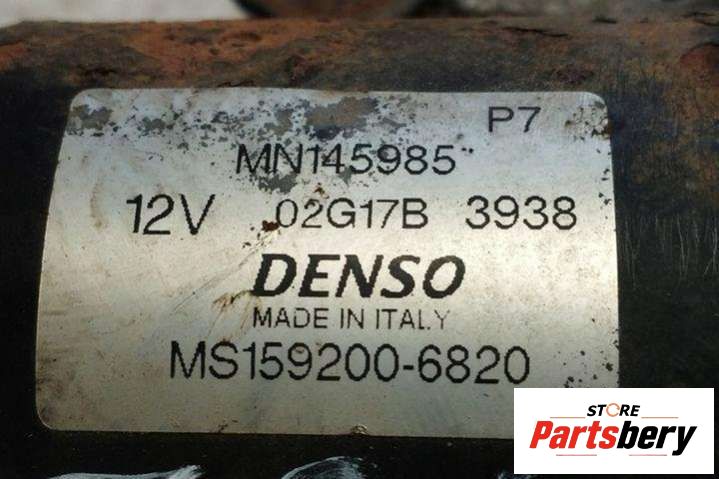 P7
MN145985
12V 02G17B 3938
DENSO
MADE IN ITALY
MS159200-6820
STORE
Partsbery